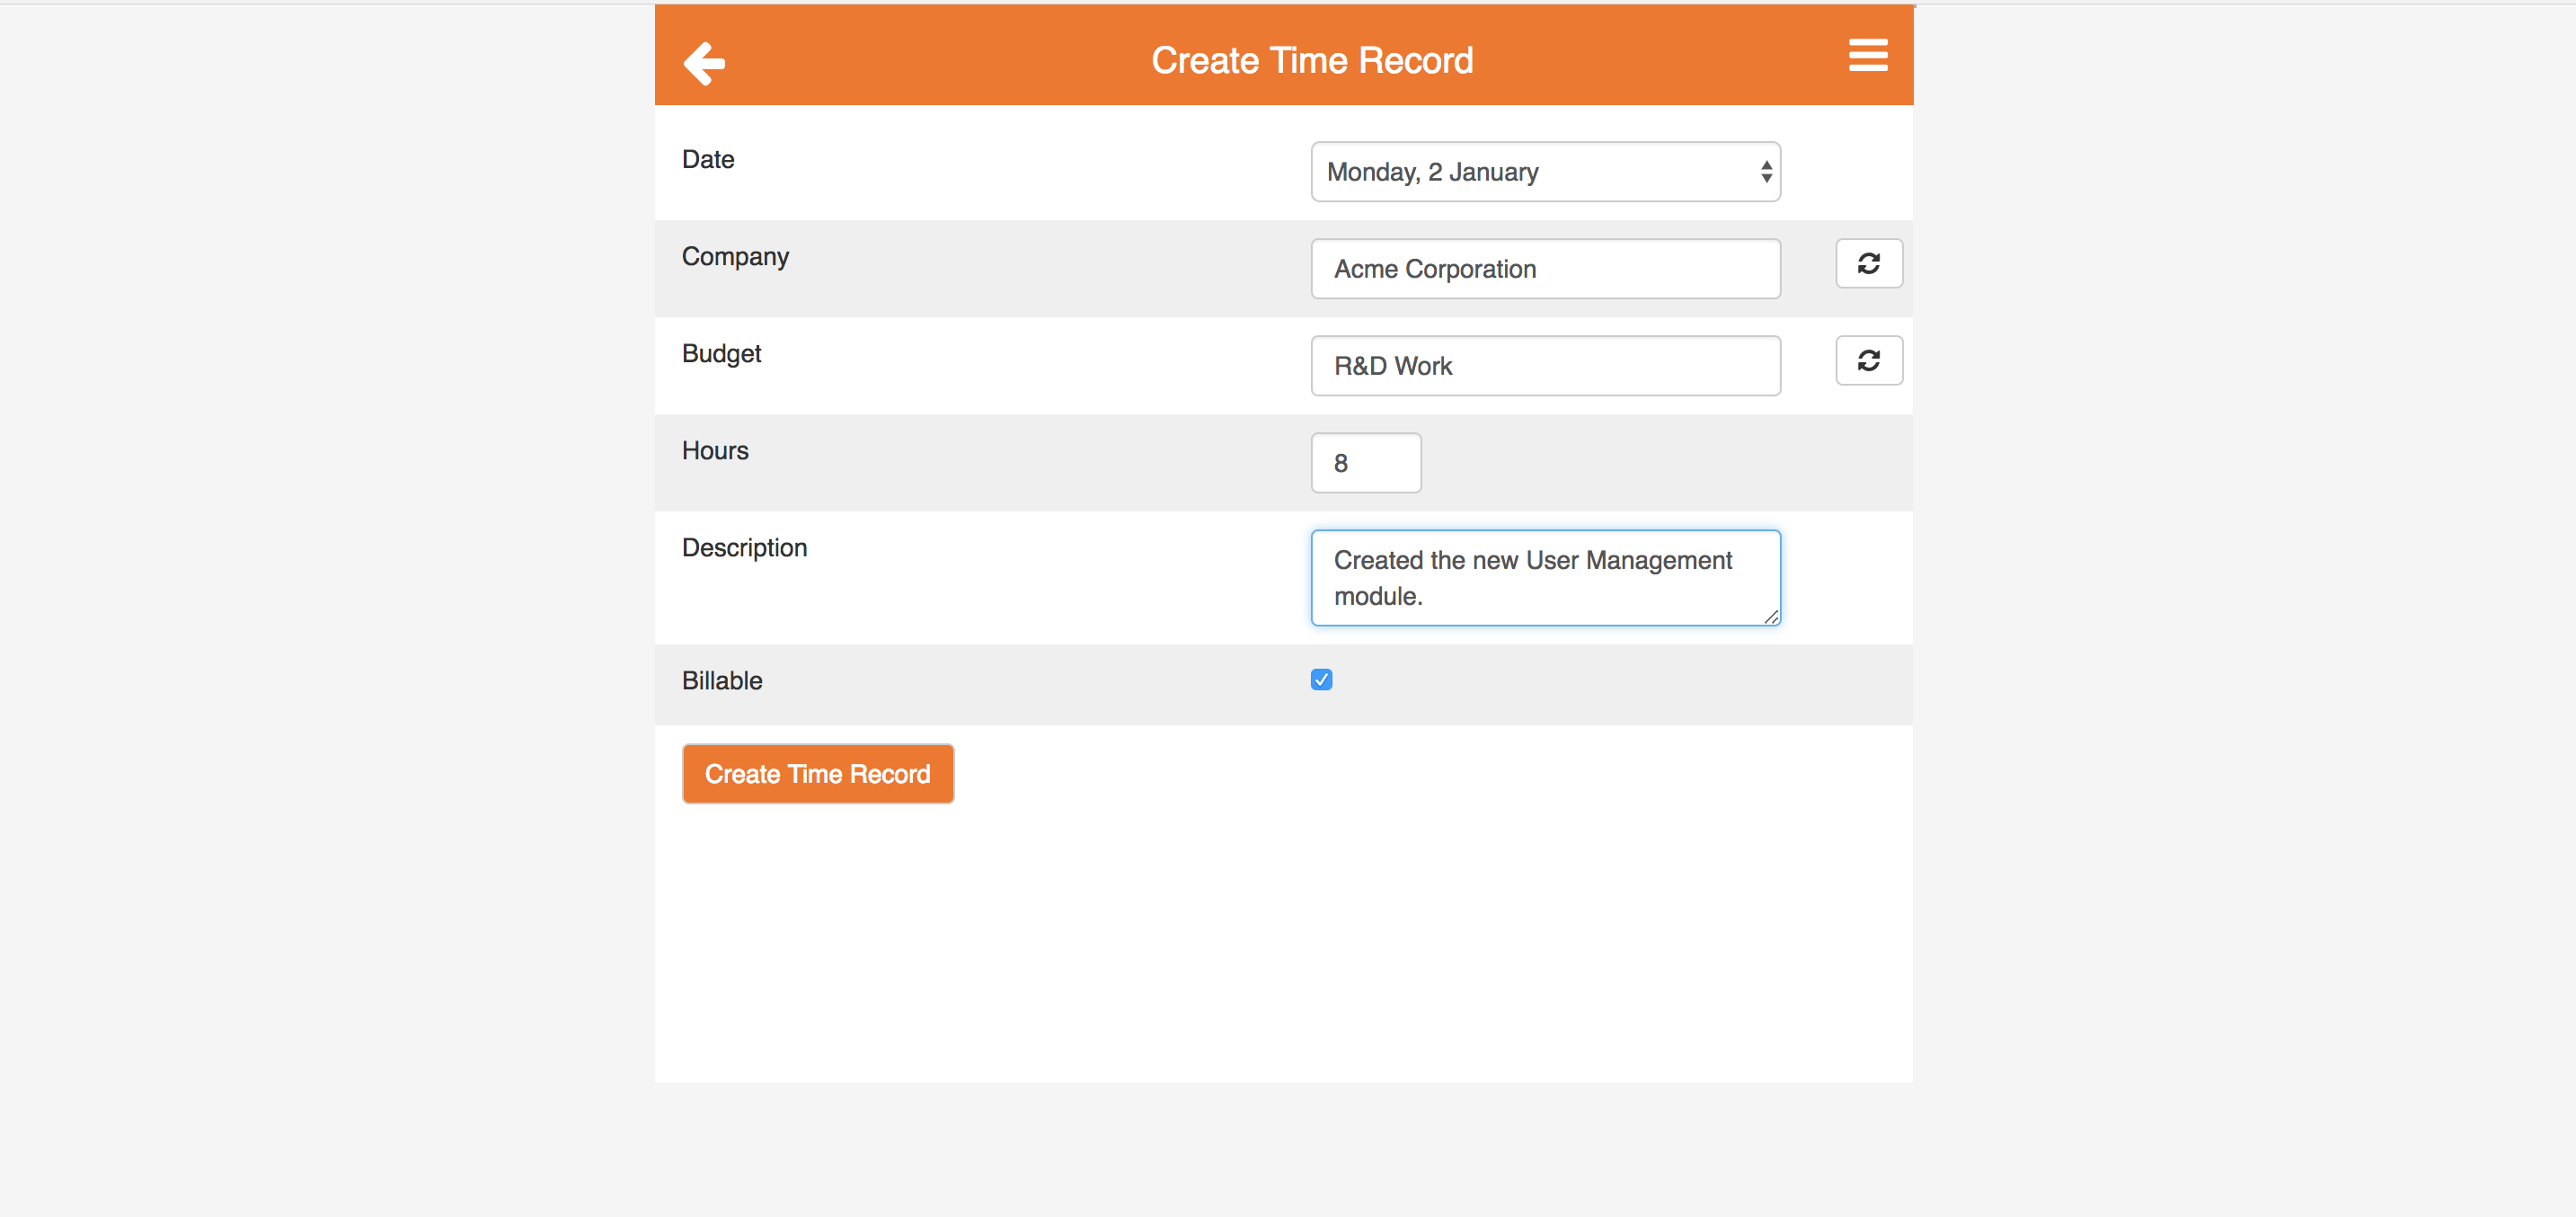 Create Time Record
Date
Monday, 2 January
Company
Acme Corporation
Budget
R&D Work
Hours
8
Description
Created the new User Management
module.
Billable
Create Time Record